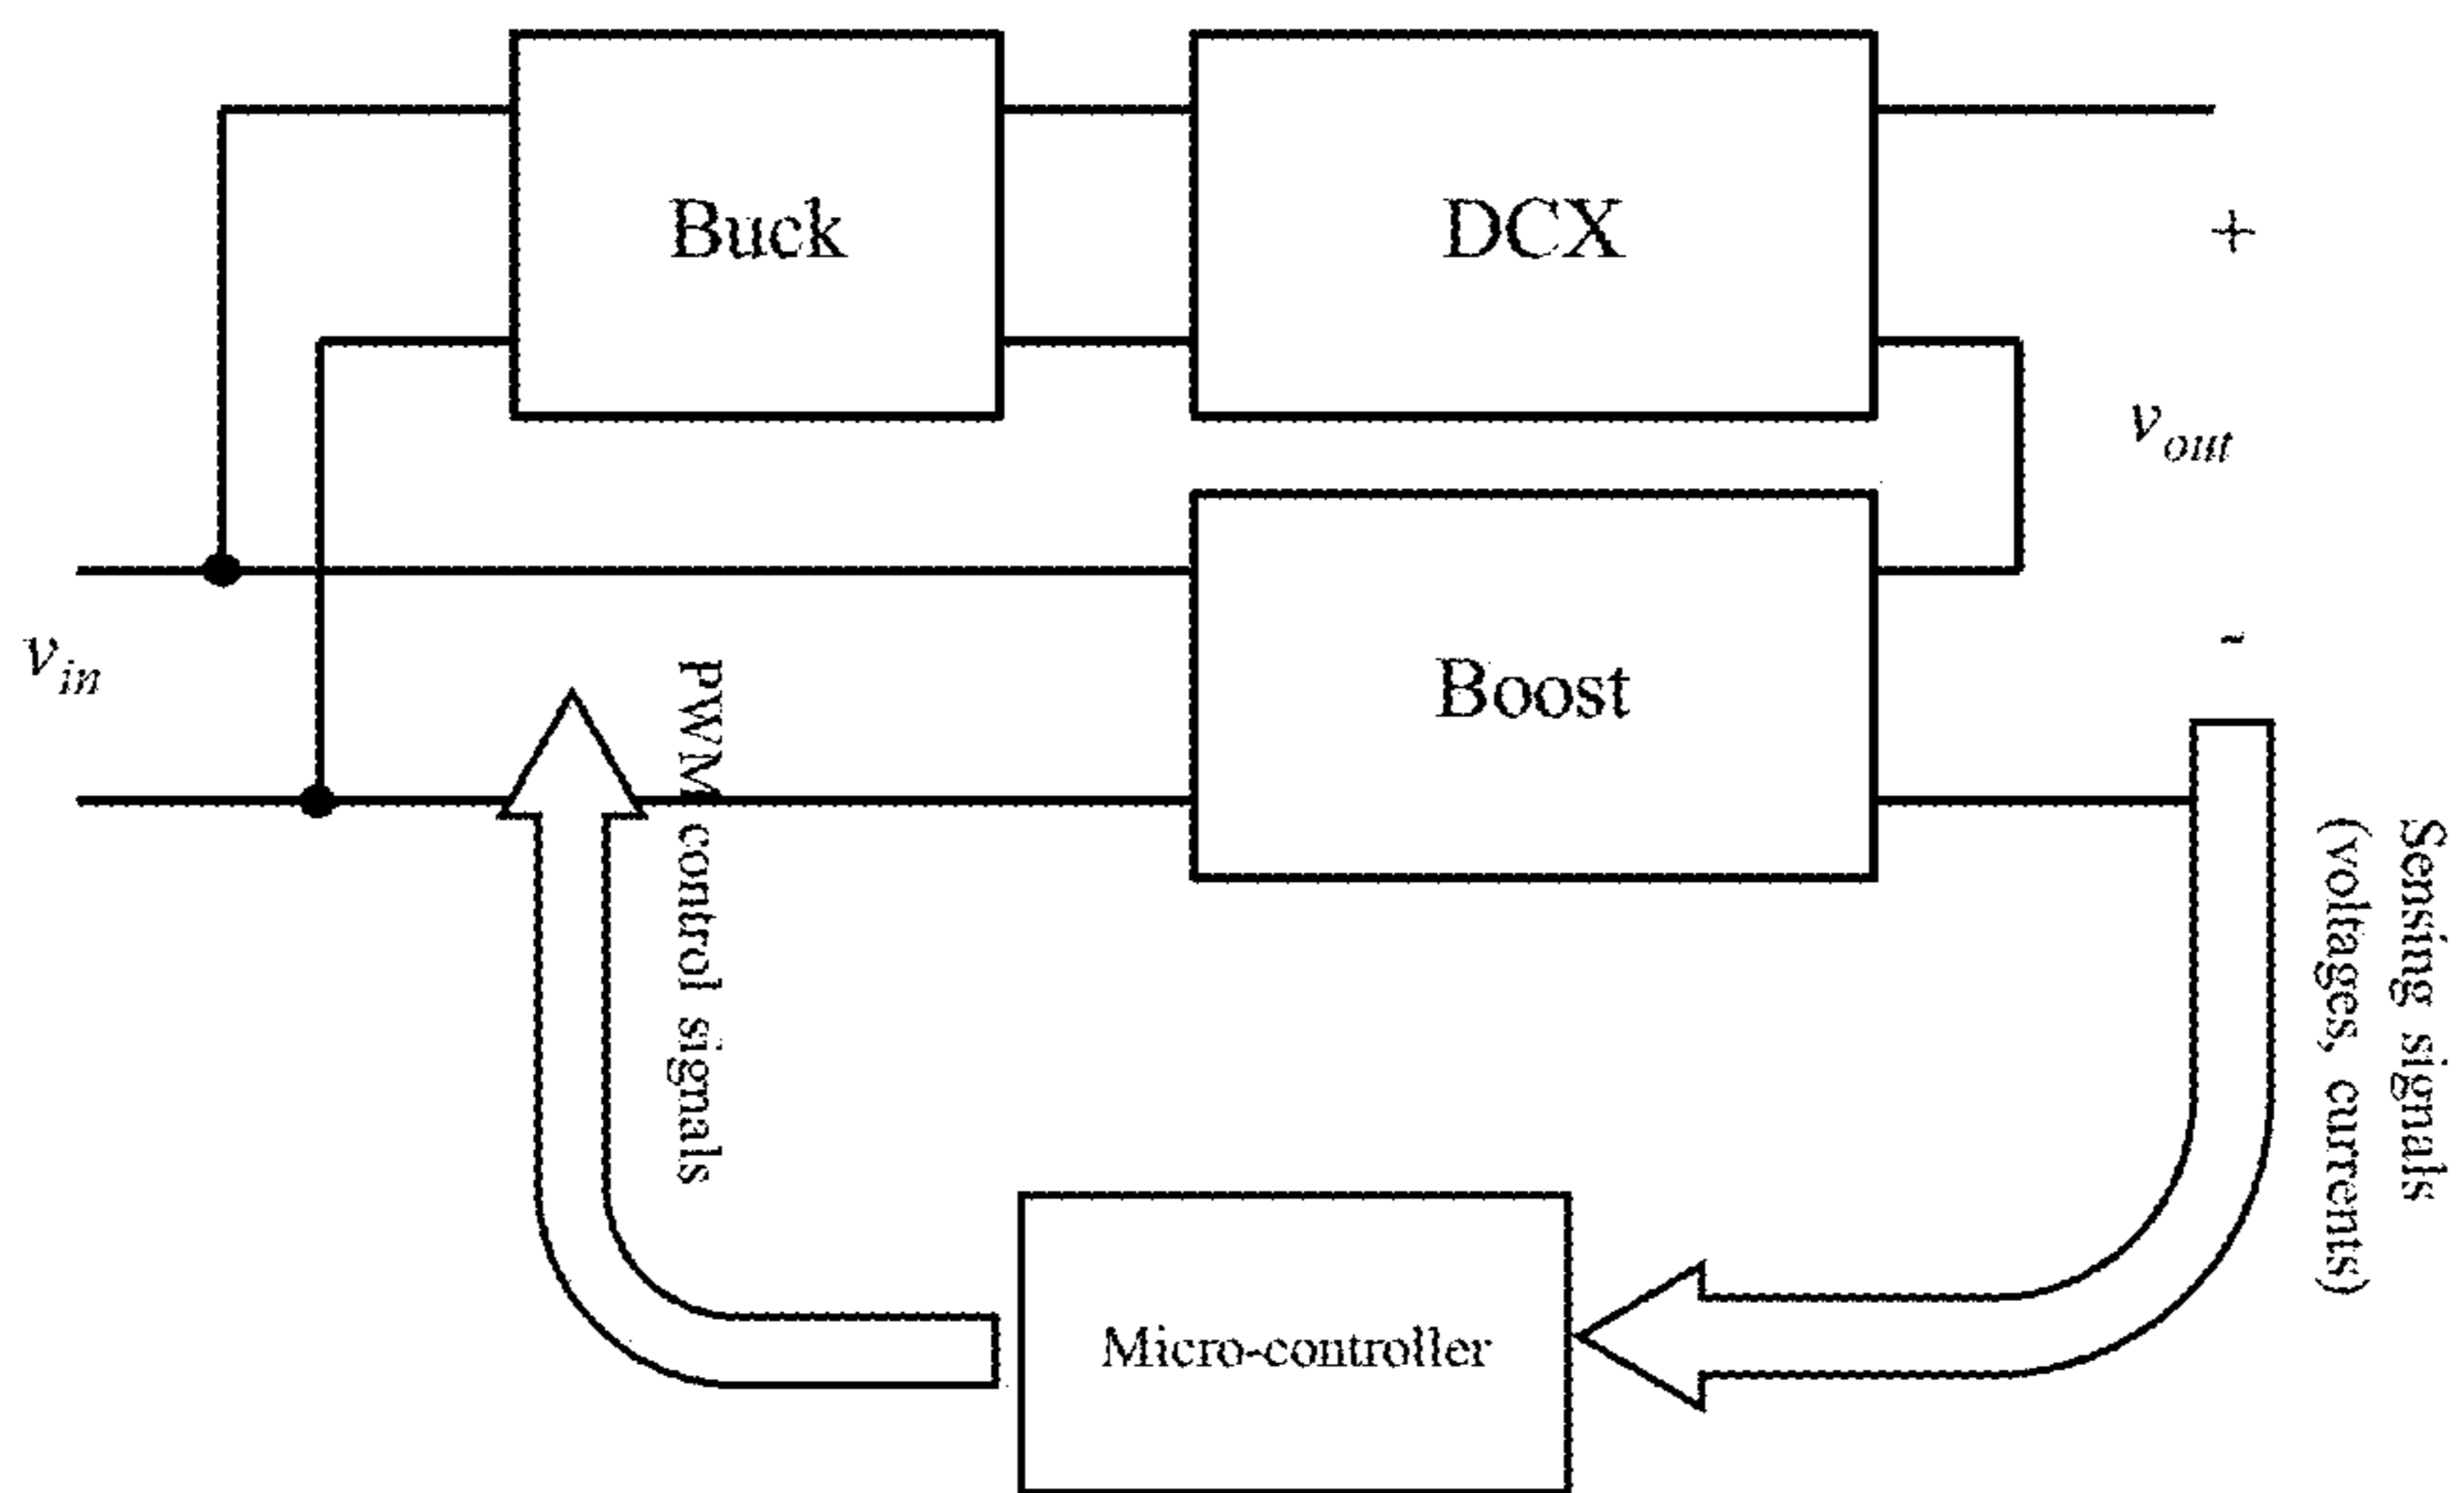 Buck
DCX
+
v_out
Boost
-
v_in
PWM control signals
Sensing signals
(voltages, currents)
Micro-controller